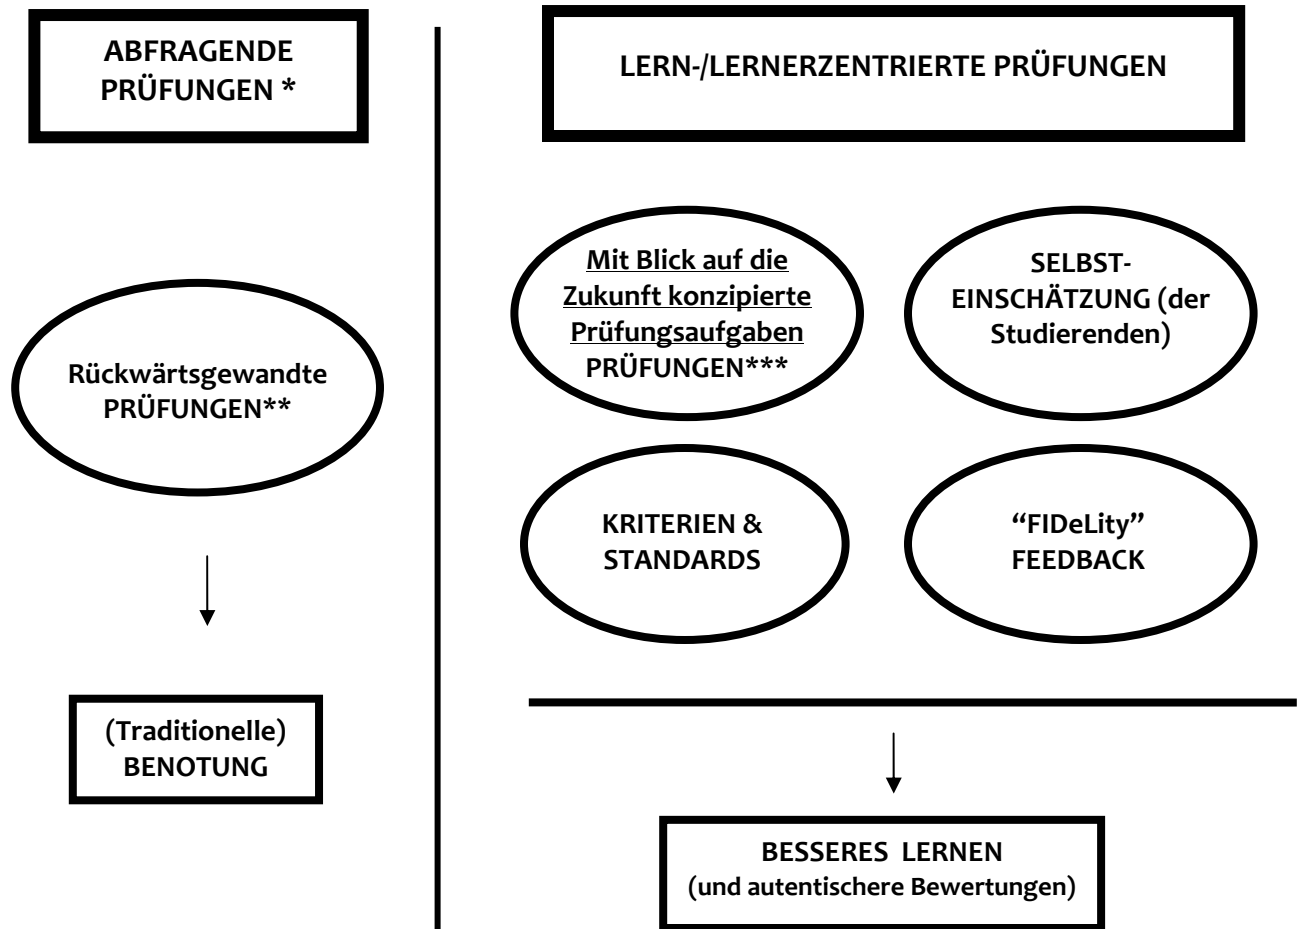 ABFRAGENDE
PRÜFUNGEN *
Rückwärtsgewandte
PRÜFUNGEN**
(Traditionelle)
BENOTUNG
LERN-/LERNERZENTRIERTE PRÜFUNGEN
Mit Blick auf die
Zukunft konzipierte
Prüfungsaufgaben
PRÜFUNGEN***
SELBST-
EINSCHÄTZUNG (der
Studierenden)
KRITERIEN &
STANDARDS
“FIDeLity”
FEEDBACK
BESSERES LERNEN
(und autentischere Bewertungen)